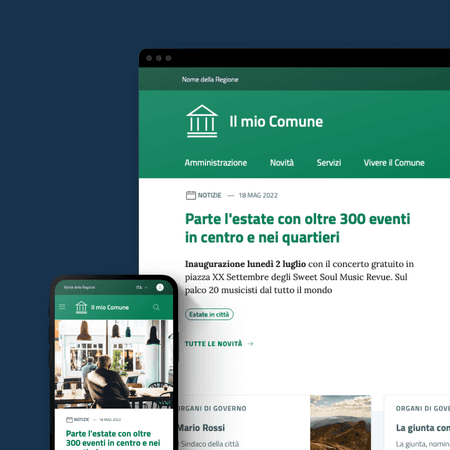 Nome della Regione
Il mio Comune
Amministrazione Novità Servizi Vivere il Comune
NOTIZIE — 18 MAG 2022
Parte l'estate con oltre 300 eventi
in centro e nei quartieri
Inaugurazione lunedì 2 luglio con il concerto gratuito in
piazza XX Settembre degli Sweet Soul Music Revue. Sul
palco 20 musicisti dal tutto il mondo
Estate in città
TUTTE LE NOVITÀ →
ORGANI DI GOVERNO
Mario Rossi
Il Sindaco della città
ORGANI DI GOVERNO
La giunta con
La giunta, nomin
Nome della Regione
ITA
Il mio Comune
NOTIZIE — 18 MAG 2022
Parte l'estate con oltre
300 eventi in centro e